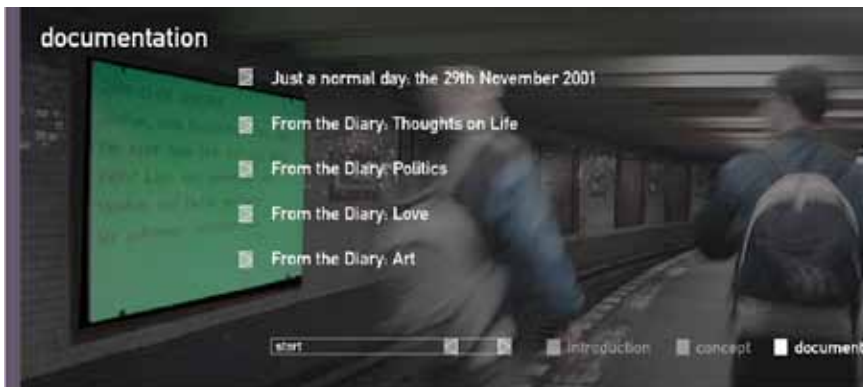 documentation
Just a normal day: the 29th November 2001
From the Diary: Thoughts on Life
From the Diary: Politics
From the Diary: Love
From the Diary: Art
start
introduction
concept
document